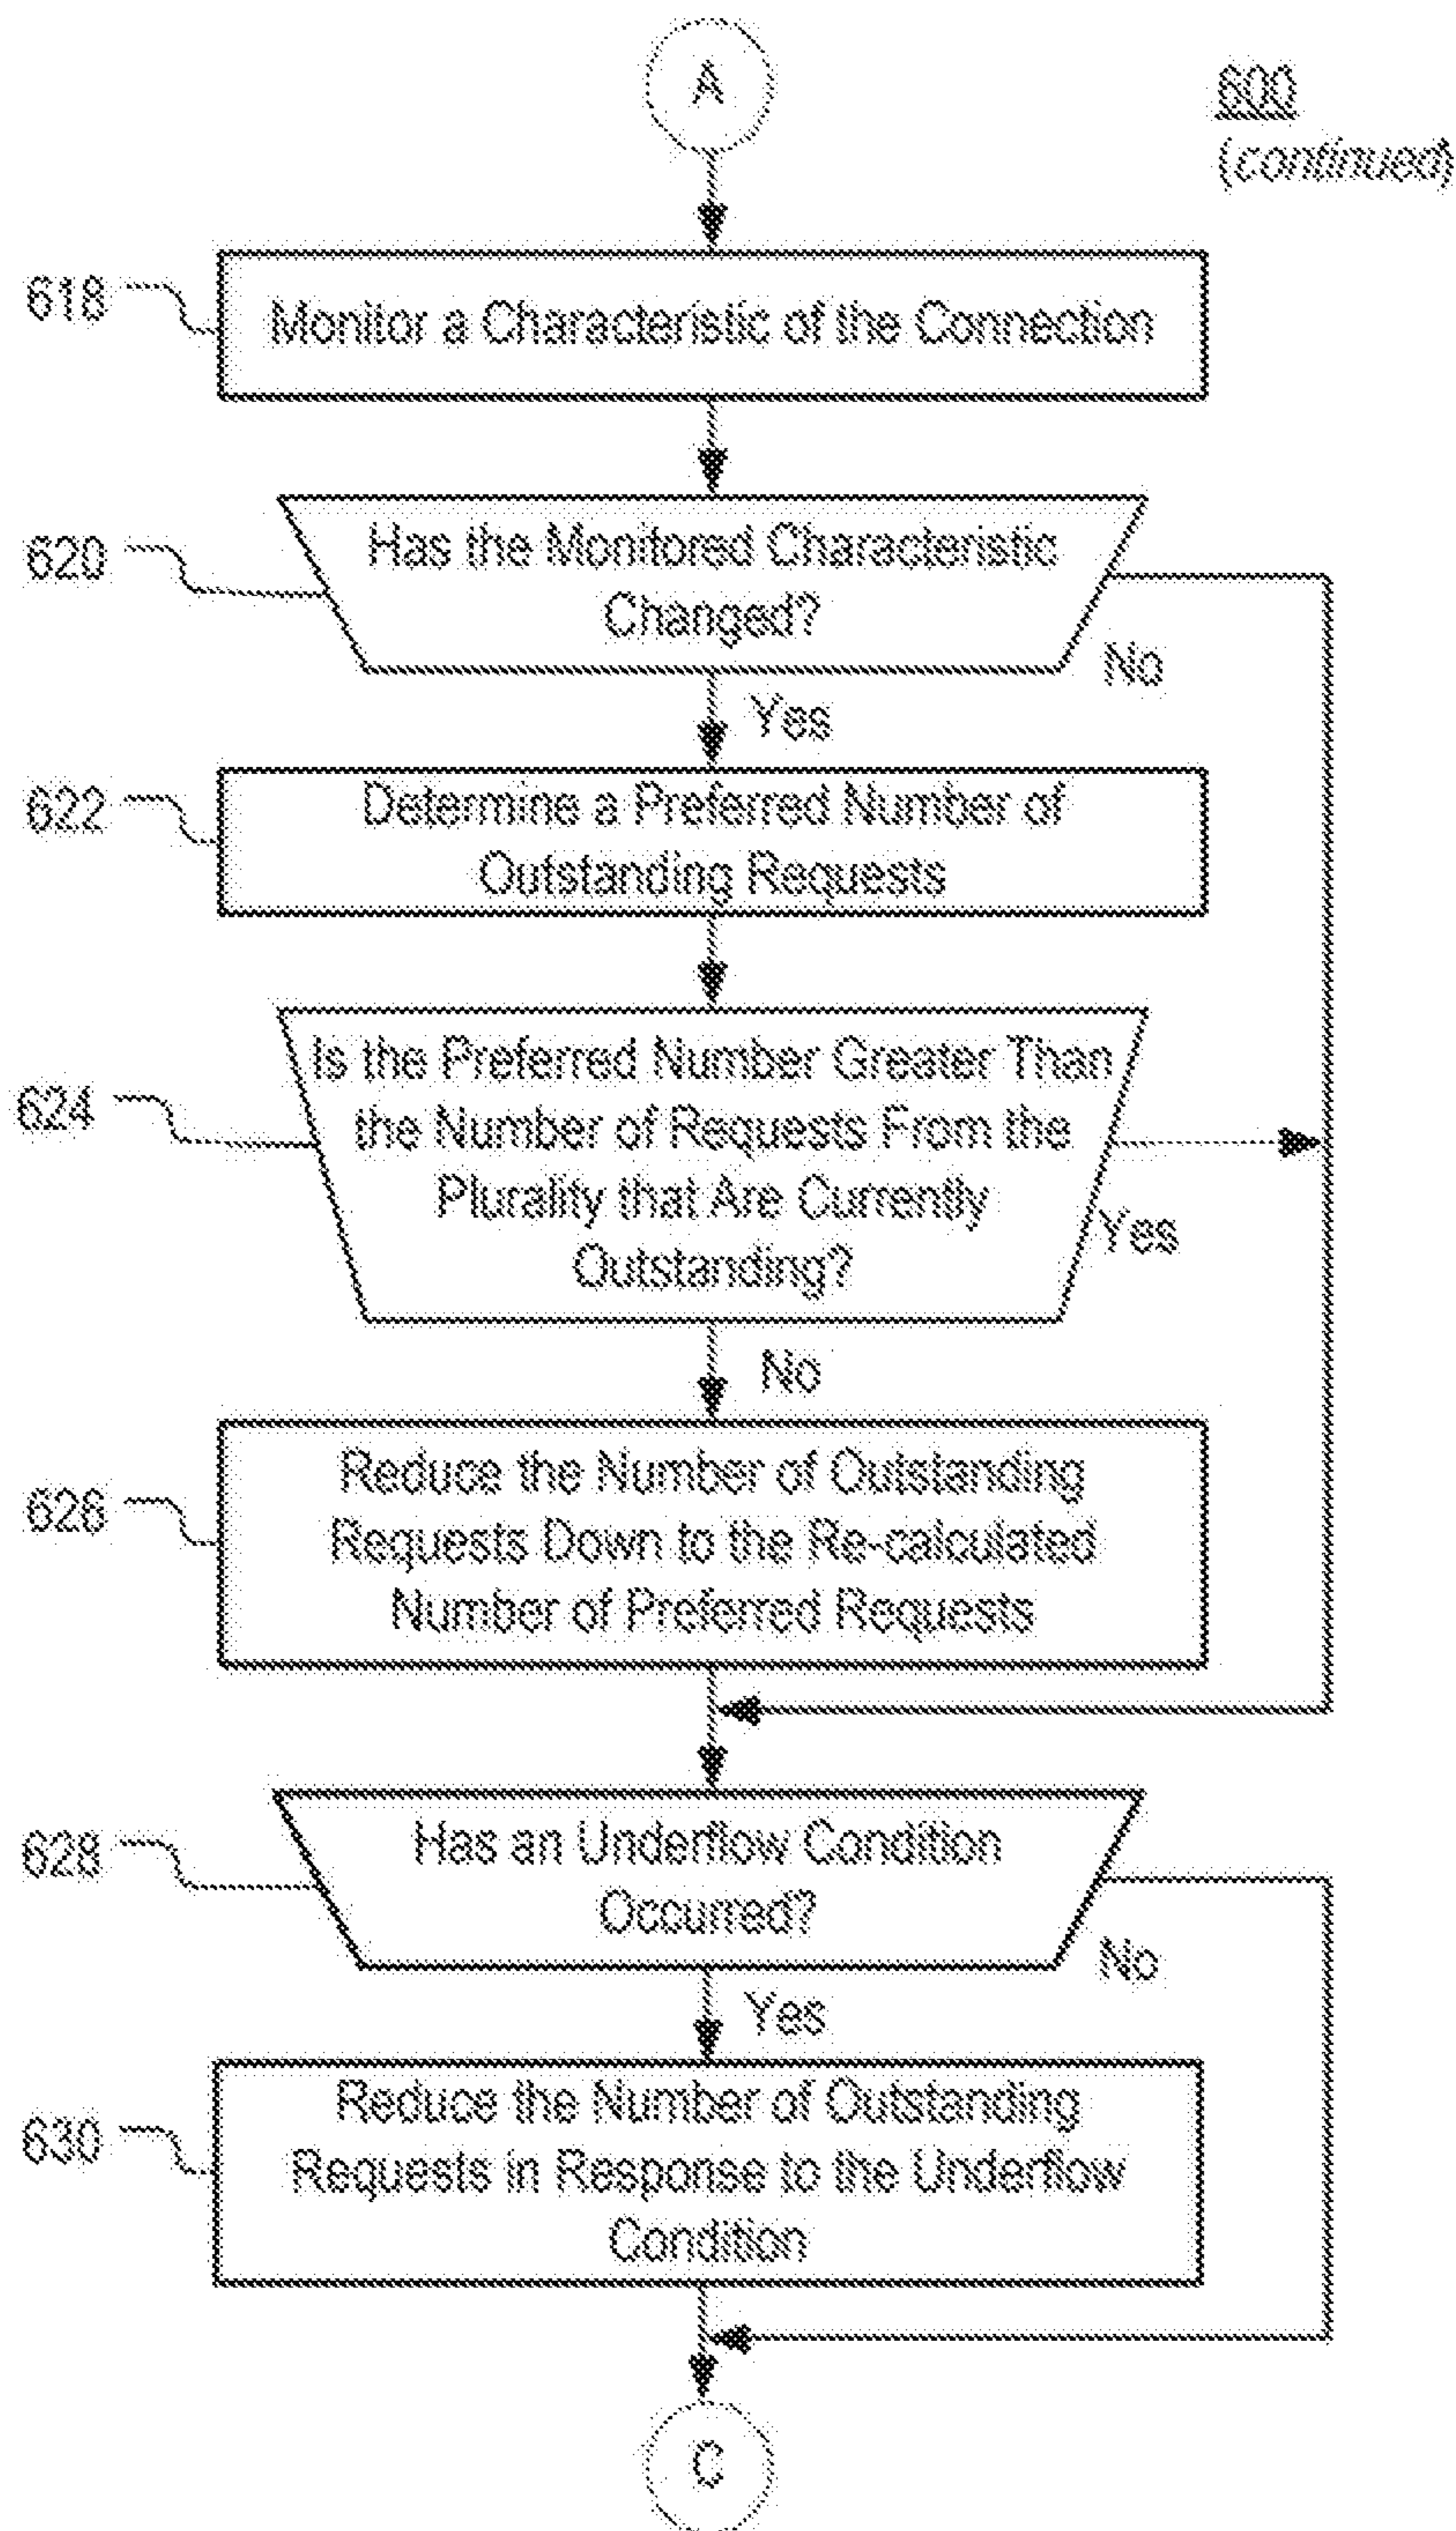 A
600
(continued)
618
Monitor a Characteristic of the Connection
620
Has the Monitored Characteristic
Changed?
No
Yes
622
Determine a Preferred Number of
Outstanding Requests
624
Is the Preferred Number Greater Than
the Number of Requests From the
Plurality that Are Currently
Outstanding?
Yes
No
626
Reduce the Number of Outstanding
Requests Down to the Re-calculated
Number of Preferred Requests
628
Has an Underflow Condition
Occurred?
No
Yes
630
Reduce the Number of Outstanding
Requests in Response to the Underflow
Condition
C